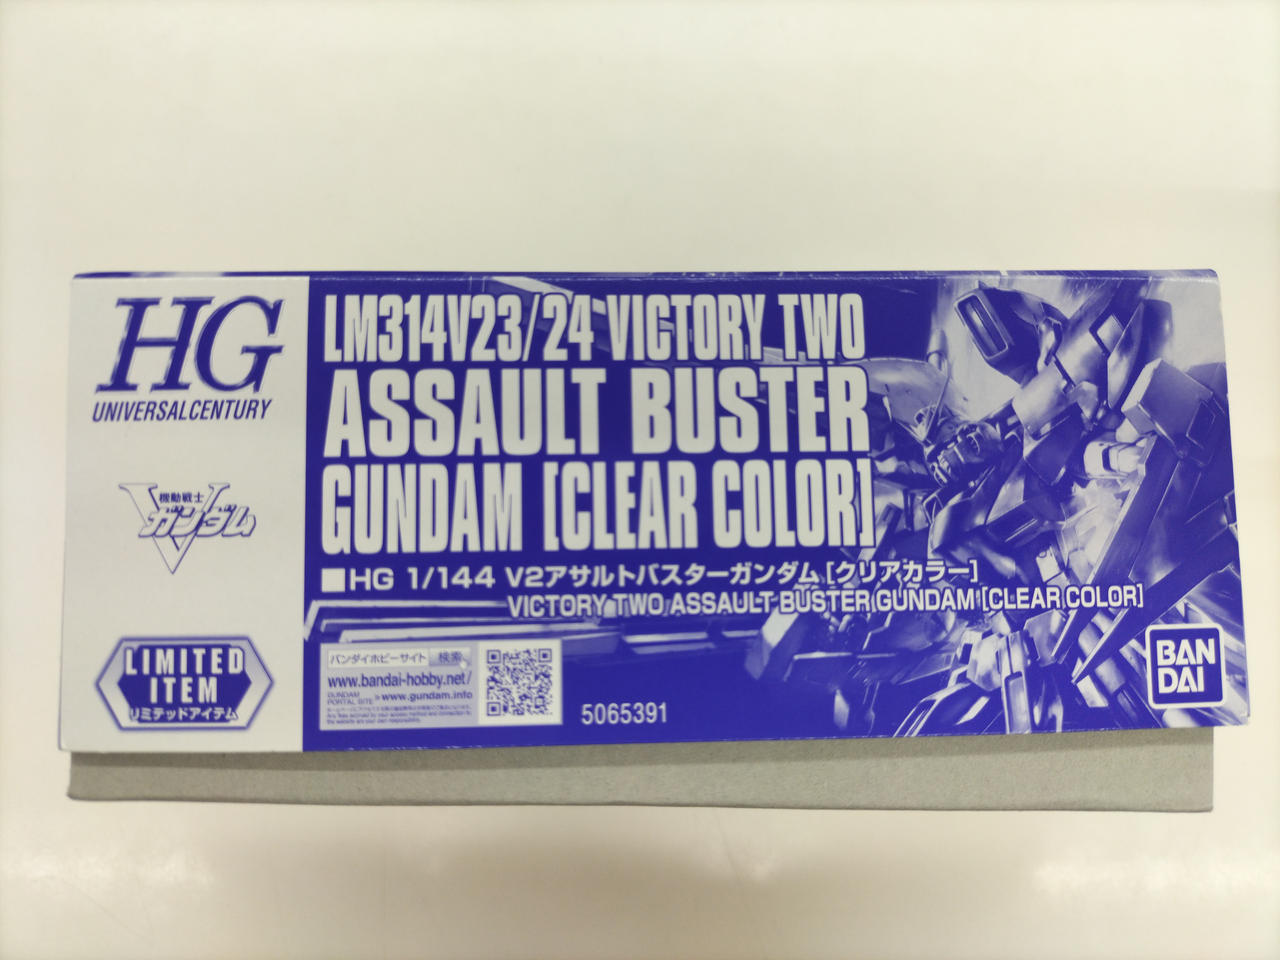 HG
UNIVERSAL CENTURY
機動戦士
Vガンダム
LIMITED
ITEM
リミテッドアイテム
LM314V23/24 VICTORY TWO
ASSAULT BUSTER
GUNDAM [CLEAR COLOR]
■HG 1/144 V2アサルトバスターガンダム [クリアカラー]
VICTORY TWO ASSAULT BUSTER GUNDAM [CLEAR COLOR]
バンダイホビーサイト 検索
www.bandai-hobby.net/
GUNDAM
PORTAL SITE >> www.gundam.info
5065391
BAN
DAI